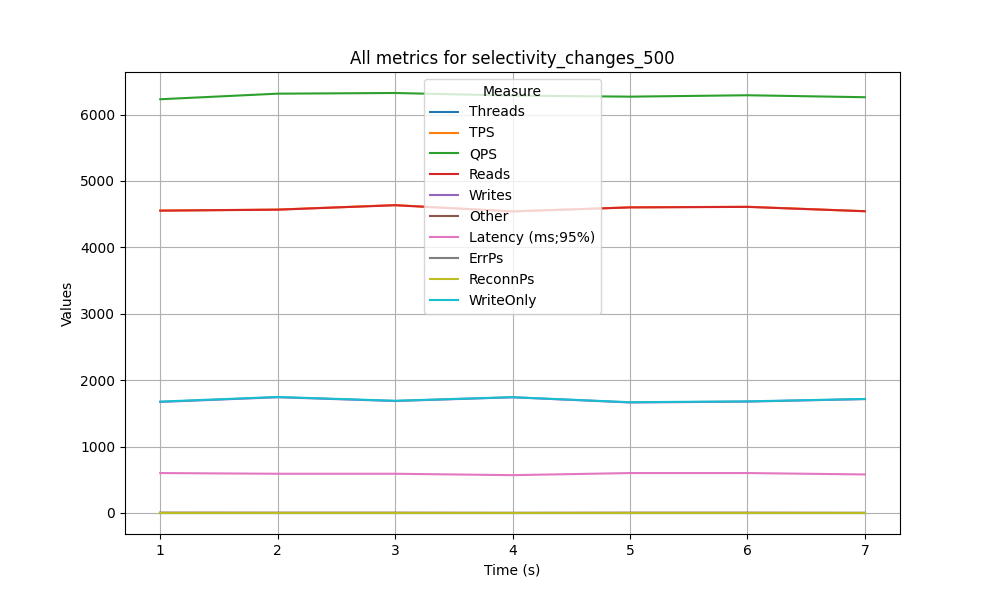 All metrics for selectivity_changes_500
Values
6000
5000
4000
3000
2000
1000
0
Measure
Threads
TPS
QPS
Reads
Writes
Other
Latency (ms;95%)
ErrPs
ReconnPs
WriteOnly
1 2 3 4 5 6 7
Time (s)